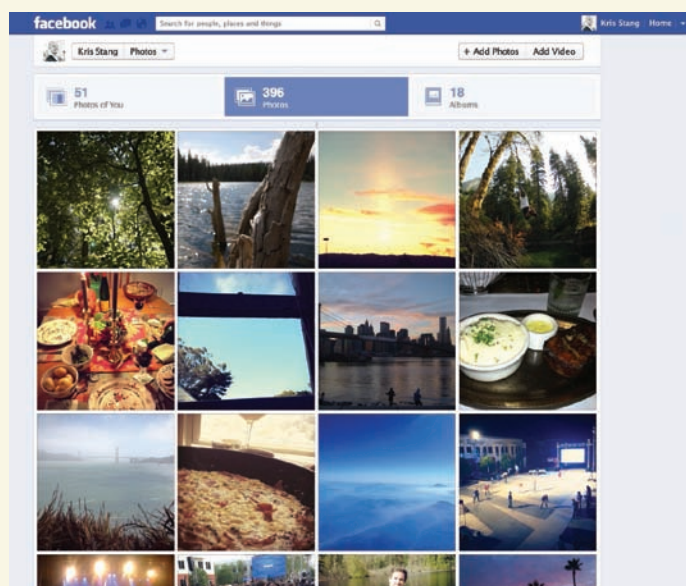 facebook Search for people, places and things Kris Stang Home
Kris Stang Photos + Add Photos Add Video
51 396 18
Photos of You Photos Albums